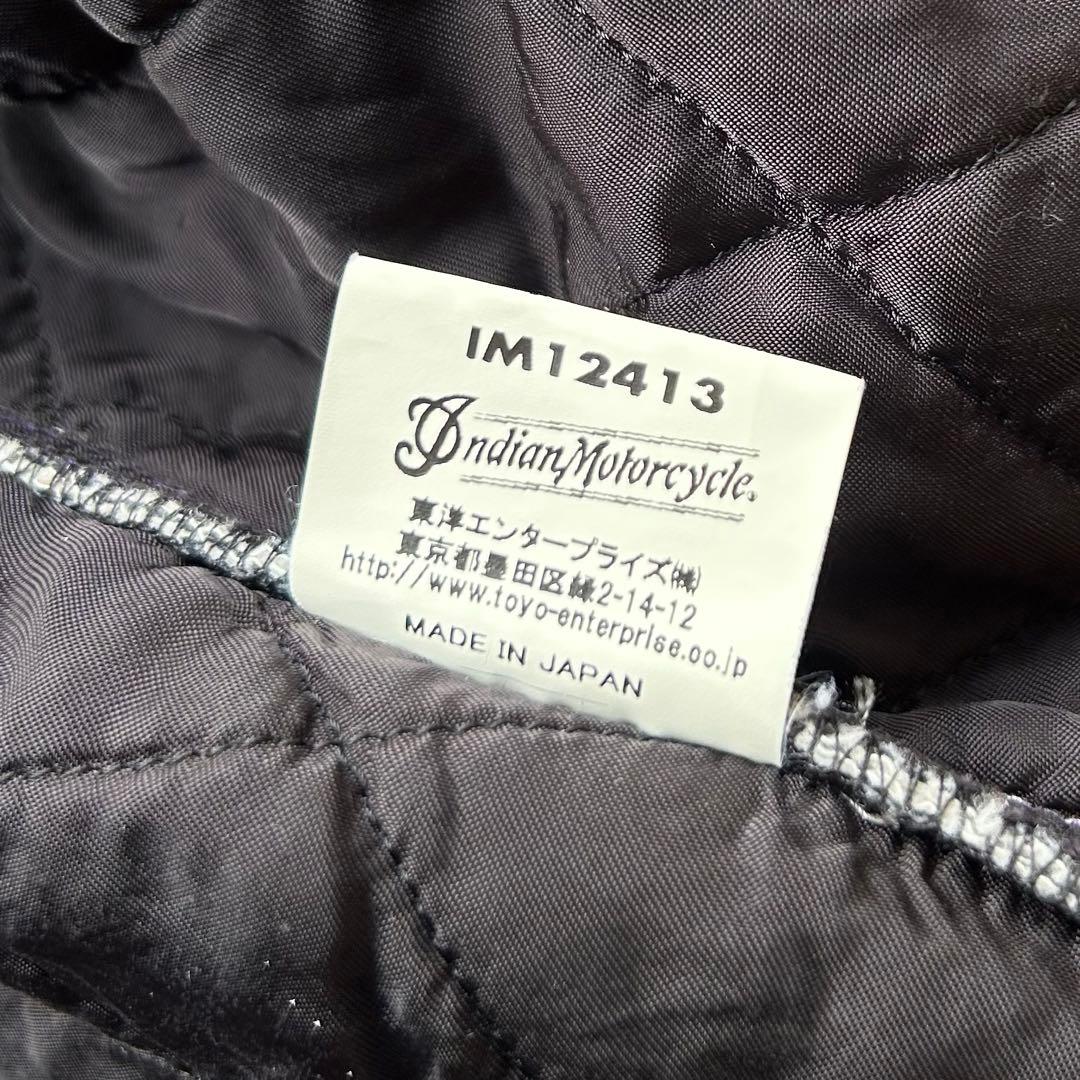 IM12413
Indian Motorcycle®
東洋エンタープライズ㈱
東京都墨田区緑2-14-12
http://www.toyo-enterprise.co.jp
MADE IN JAPAN